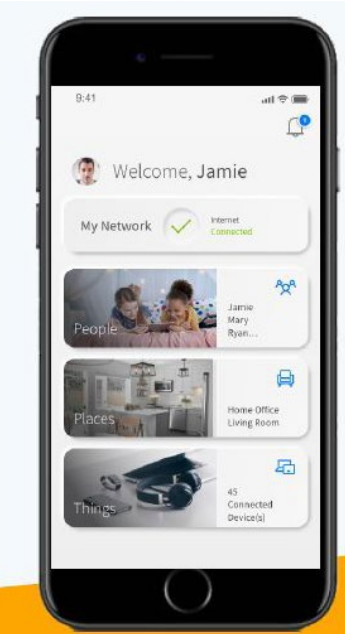 9:41
1
Welcome, Jamie
My Network
Internet
Connected
People
Jamie
Mary
Ryan...
Places
Home Office
Living Room
Things
45
Connected
Device(s)